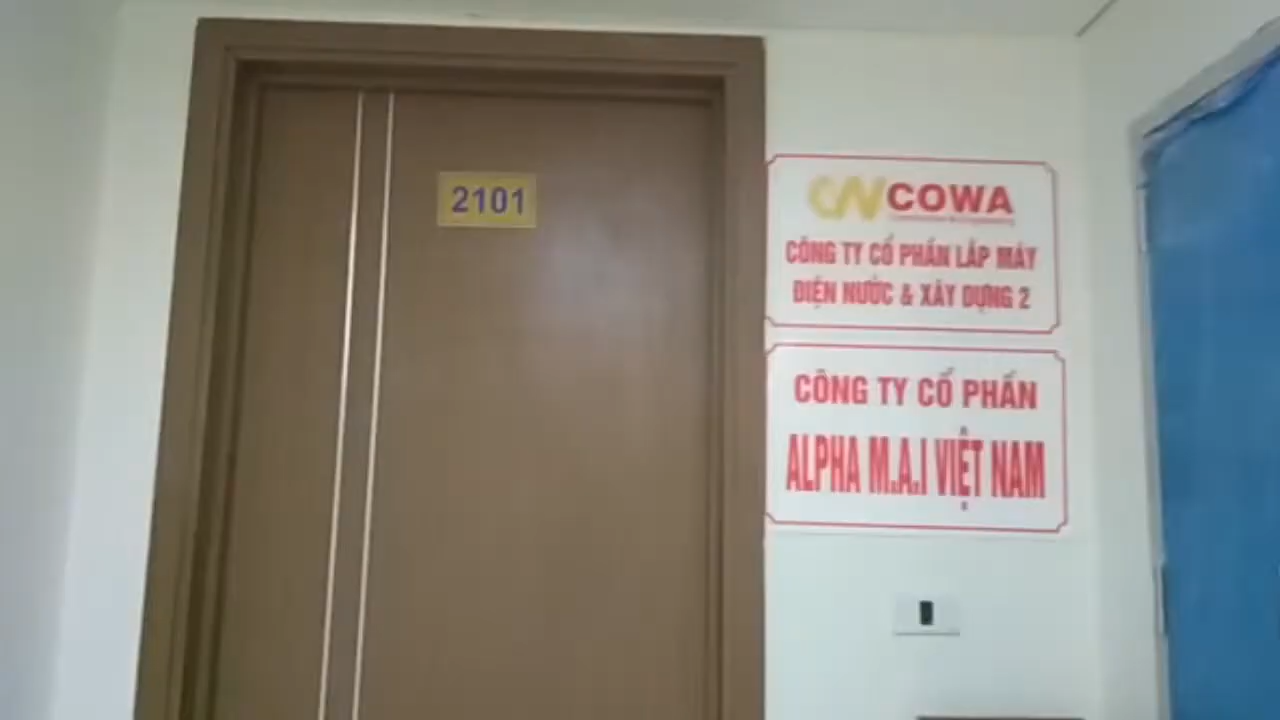 2101
COWA
CÔNG TY CỔ PHẦN LẮP MÁY
ĐIỆN NƯỚC & XÂY DỰNG 2
CÔNG TY CỔ PHẦN
ALPHA M.A.I VIỆT NAM